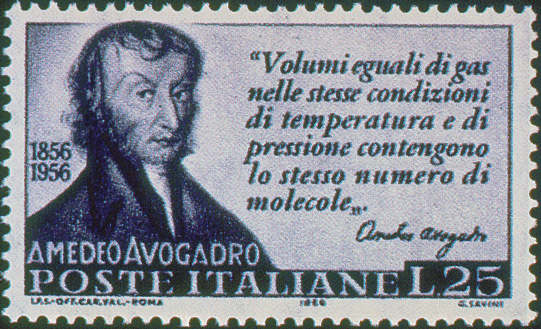 “Volumi eguali di gas
nelle stesse condizioni
di temperatura e di
pressione contengono
lo stesso numero di
molecole„.
1856
1956
Amedeo Avogadro
AMEDEO AVOGADRO
POSTE ITALIANE L.25
I.P.S.-OFF.CAR.VAL.-ROMA 1956 G. SAVINI